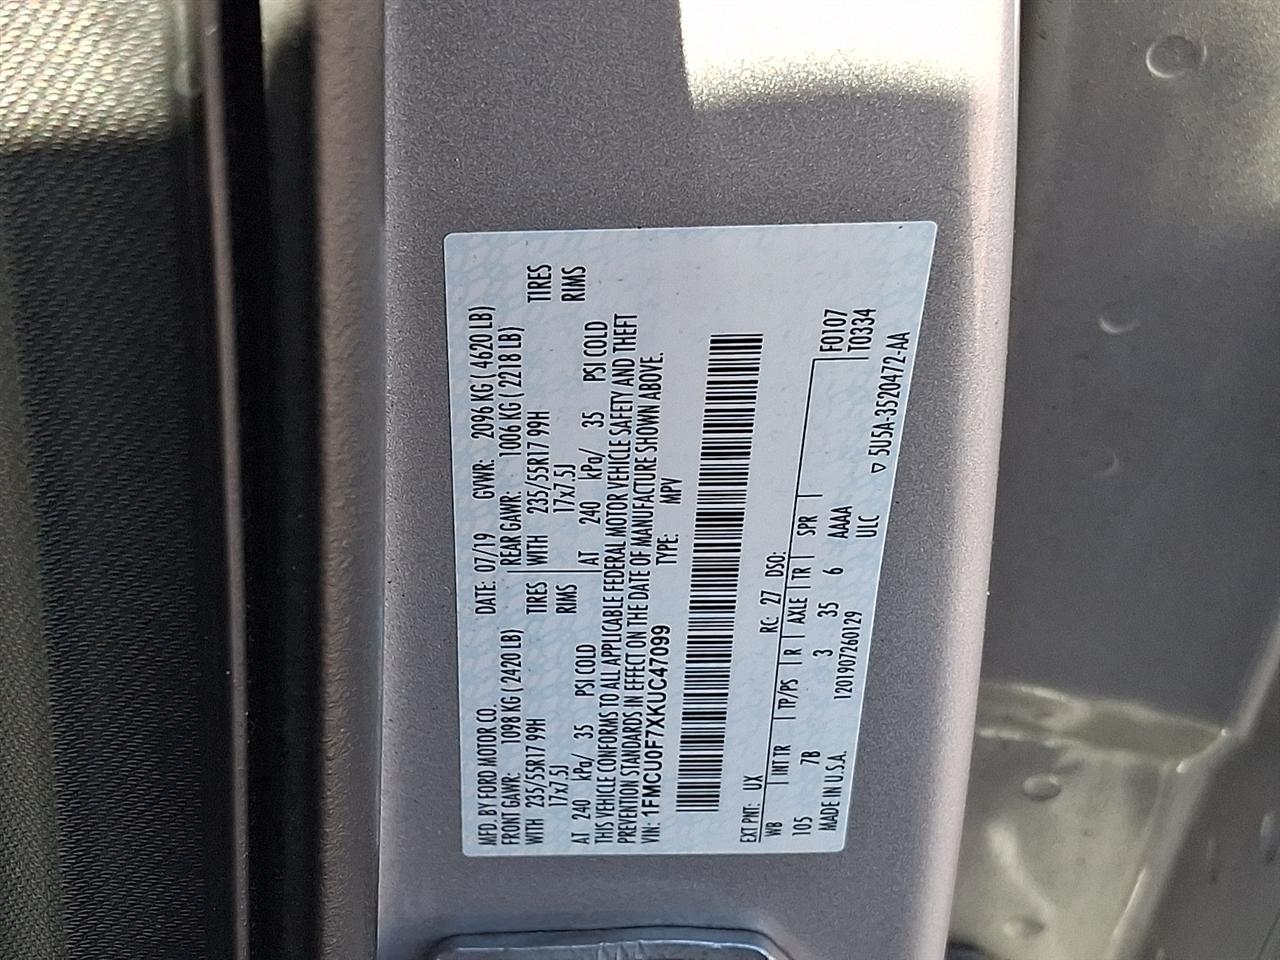 MFD. BY FORD MOTOR CO.
DATE: 07/19 GVWR: 2096 KG ( 4620 LB)
FRONT GAWR: 1098 KG ( 2420 LB) REAR GAWR: 1006 KG ( 2218 LB)
WITH 235/55R17 99H TIRES WITH 235/55R17 99H TIRES
17x7.5J RIMS 17x7.5J RIMS
AT 240 kPa/ 35 PSI COLD AT 240 kPa/ 35 PSI COLD
THIS VEHICLE CONFORMS TO ALL APPLICABLE FEDERAL MOTOR VEHICLE SAFETY AND THEFT
PREVENTION STANDARDS IN EFFECT ON THE DATE OF MANUFACTURE SHOWN ABOVE.
VIN: 1FMCU0F7XKUC47099 TYPE: MPV
EXT PNT: UX RC: 27 DSO:
WB INT TR TP/PS R AXLE TR SPR
F0107
105 7B 3 35 6 AAAA
T0334
MADE IN U.S.A. 1201907260129 ULC
▽ 5U5A-3520472-AA